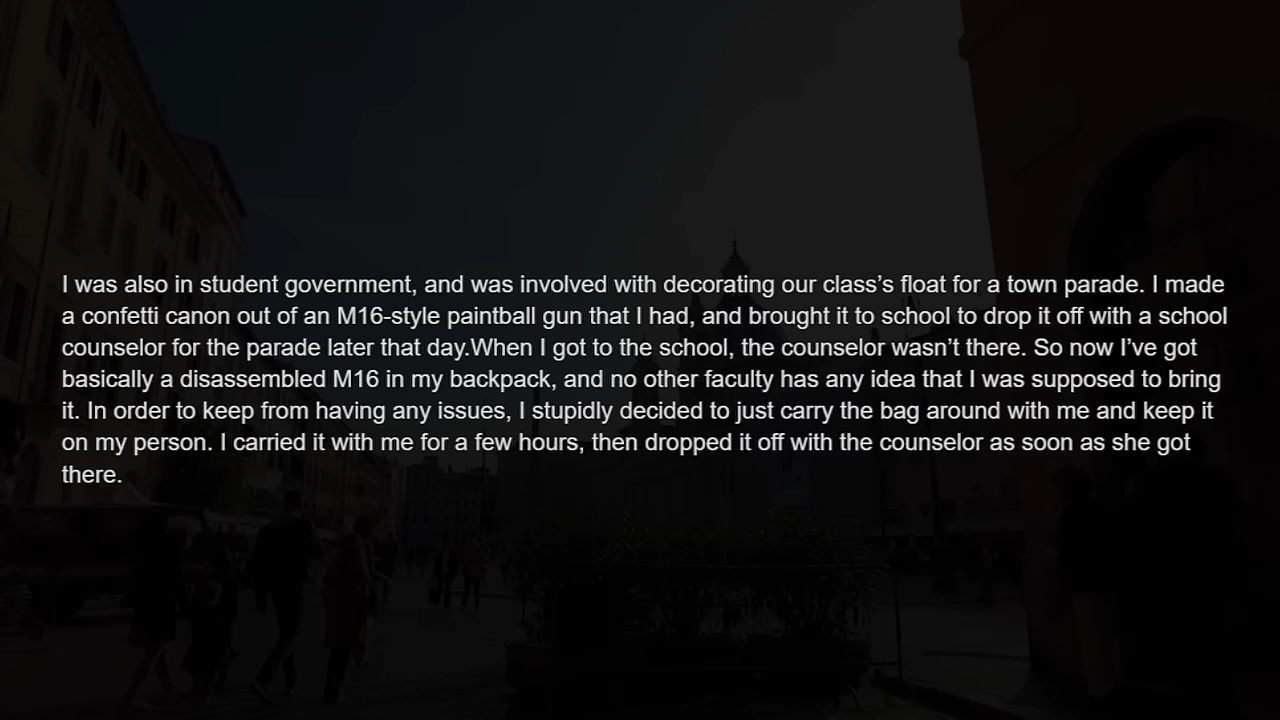 I was also in student government, and was involved with decorating our class’s float for a town parade. I made
a confetti canon out of an M16-style paintball gun that I had, and brought it to school to drop it off with a school
counselor for the parade later that day.When I got to the school, the counselor wasn’t there. So now I’ve got
basically a disassembled M16 in my backpack, and no other faculty has any idea that I was supposed to bring
it. In order to keep from having any issues, I stupidly decided to just carry the bag around with me and keep it
on my person. I carried it with me for a few hours, then dropped it off with the counselor as soon as she got
there.